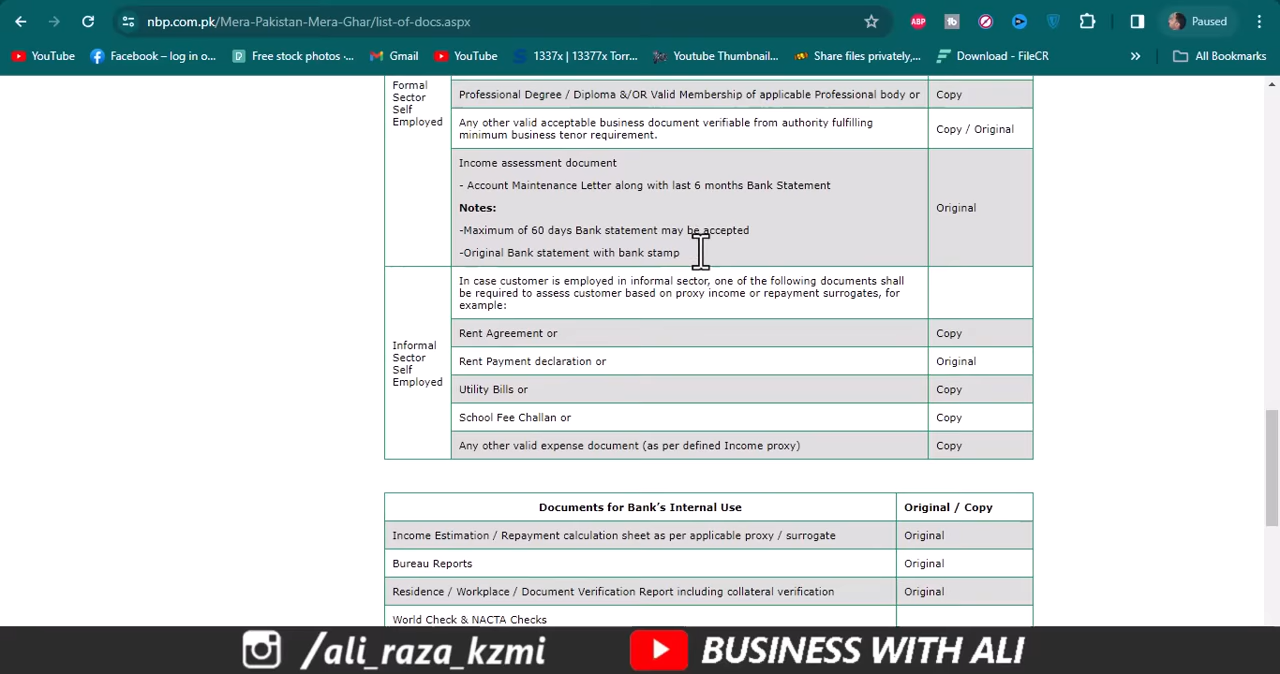 nbp.com.pk/Mera-Pakistan-Mera-Ghar/list-of-docs.aspx
ABP
tb
Paused
YouTube
Facebook – log in o...
Free stock photos -...
Gmail
YouTube
1337x | 13377x Torr...
Youtube Thumbnail...
Share files privately,...
Download - FileCR
»
All Bookmarks
Formal
Sector
Self
Employed
Professional Degree / Diploma &/OR Valid Membership of applicable Professional body or
Copy
Any other valid acceptable business document verifiable from authority fulfilling
minimum business tenor requirement.
Copy / Original
Income assessment document
- Account Maintenance Letter along with last 6 months Bank Statement
Notes:
-Maximum of 60 days Bank statement may be accepted
-Original Bank statement with bank stamp
Original
Informal
Sector
Self
Employed
In case customer is employed in informal sector, one of the following documents shall
be required to assess customer based on proxy income or repayment surrogates, for
example:
Rent Agreement or
Copy
Rent Payment declaration or
Original
Utility Bills or
Copy
School Fee Challan or
Copy
Any other valid expense document (as per defined Income proxy)
Copy
Documents for Bank's Internal Use
Original / Copy
Income Estimation / Repayment calculation sheet as per applicable proxy / surrogate
Original
Bureau Reports
Original
Residence / Workplace / Document Verification Report including collateral verification
Original
World Check & NACTA Checks
/ali_raza_kzmi
BUSINESS WITH ALI